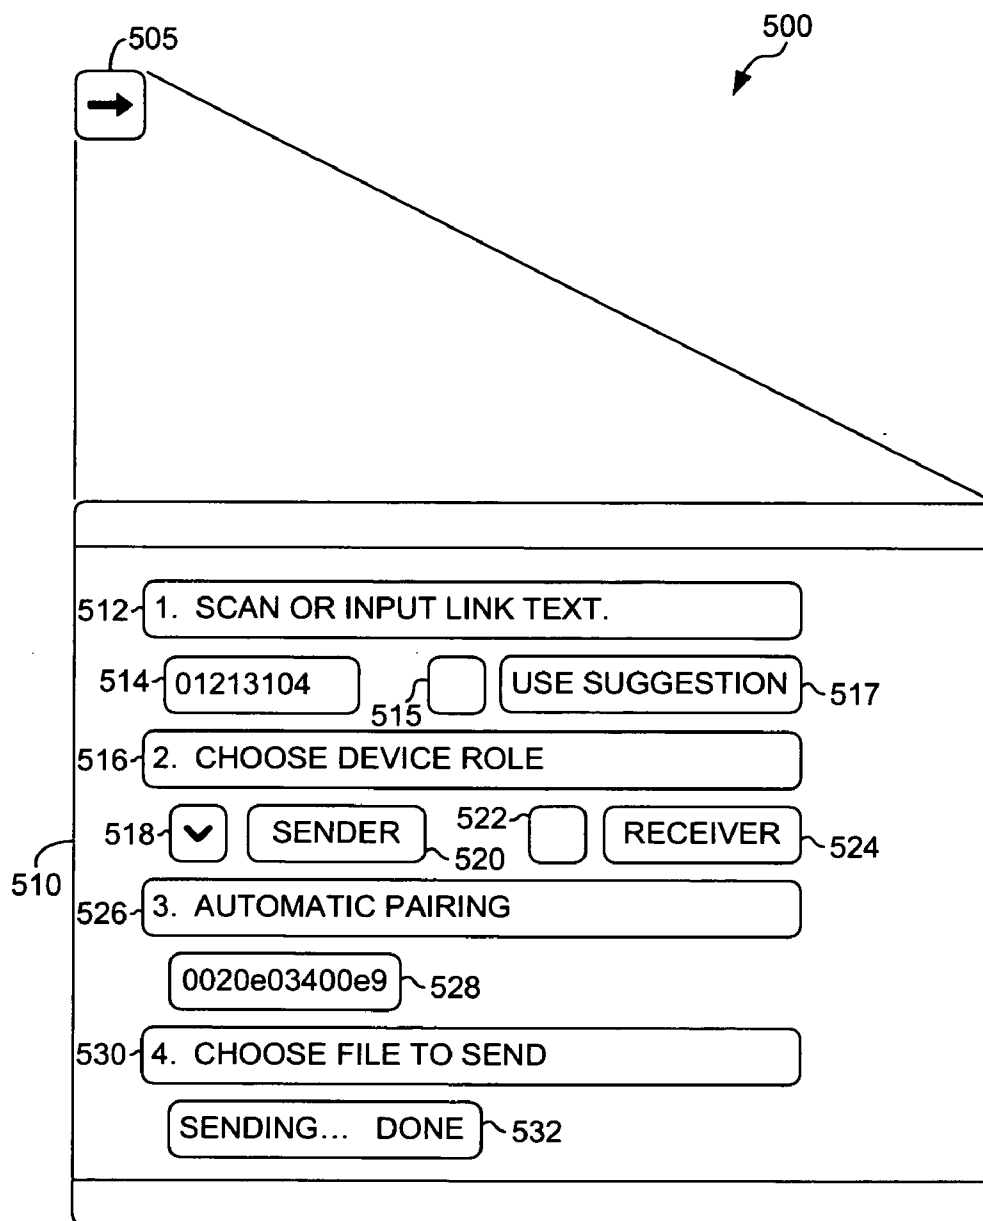 500
505
512 1. SCAN OR INPUT LINK TEXT.
514 01213104 515 USE SUGGESTION 517
516 2. CHOOSE DEVICE ROLE
518 SENDER 520 522 RECEIVER 524
510
526 3. AUTOMATIC PAIRING
0020e03400e9 528
530 4. CHOOSE FILE TO SEND
SENDING... DONE 532